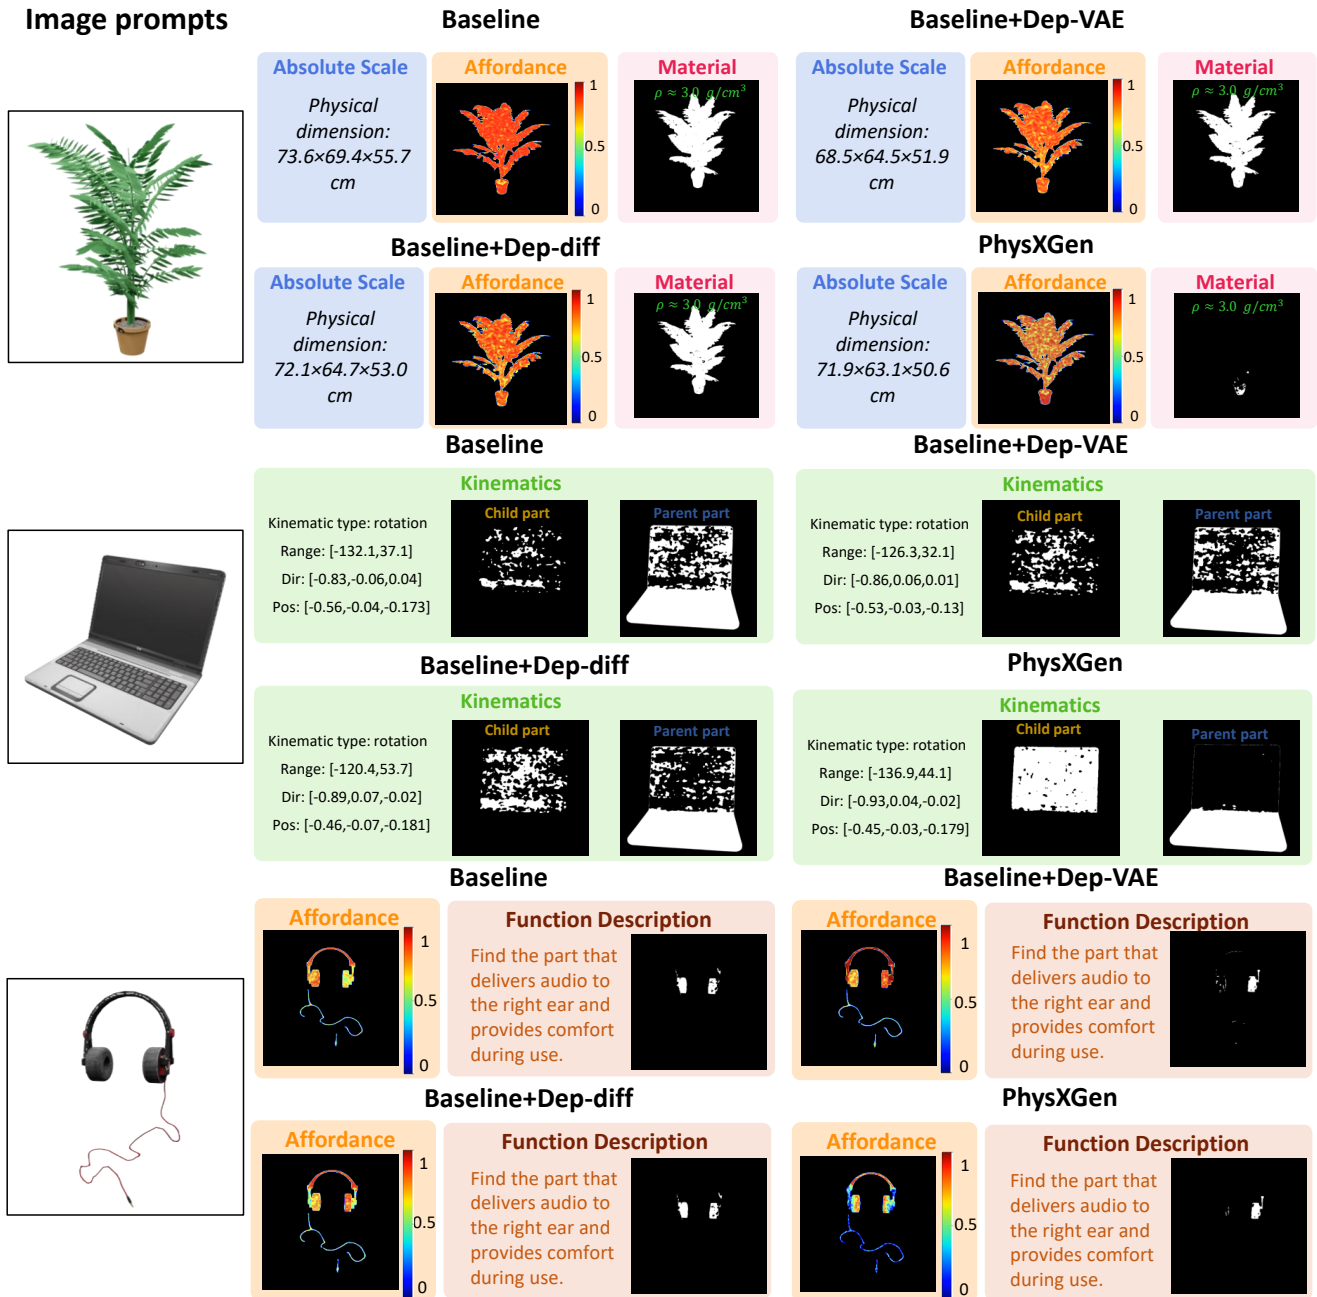 Image prompts
Baseline
Absolute Scale
Physical
dimension:
73.6×69.4×55.7
cm
Affordance
1
0.5
0
Material
ρ ≈ 3.0 g/cm³
Baseline+Dep-VAE
Absolute Scale
Physical
dimension:
68.5×64.5×51.9
cm
Affordance
1
0.5
0
Material
ρ ≈ 3.0 g/cm³
Baseline+Dep-diff
Absolute Scale
Physical
dimension:
72.1×64.7×53.0
cm
Affordance
1
0.5
0
Material
ρ ≈ 3.0 g/cm³
PhysXGen
Absolute Scale
Physical
dimension:
71.9×63.1×50.6
cm
Affordance
1
0.5
0
Material
ρ ≈ 3.0 g/cm³
Baseline
Kinematics
Kinematic type: rotation
Range: [-132.1,37.1]
Dir: [-0.83,-0.06,0.04]
Pos: [-0.56,-0.04,-0.173]
Child part
Parent part
Baseline+Dep-VAE
Kinematics
Kinematic type: rotation
Range: [-126.3,32.1]
Dir: [-0.86,0.06,0.01]
Pos: [-0.53,-0.03,-0.13]
Child part
Parent part
Baseline+Dep-diff
Kinematics
Kinematic type: rotation
Range: [-120.4,53.7]
Dir: [-0.89,0.07,-0.02]
Pos: [-0.46,-0.07,-0.181]
Child part
Parent part
PhysXGen
Kinematics
Kinematic type: rotation
Range: [-136.9,44.1]
Dir: [-0.93,0.04,-0.02]
Pos: [-0.45,-0.03,-0.179]
Child part
Parent part
Baseline
Affordance
1
0.5
0
Function Description
Find the part that
delivers audio to
the right ear and
provides comfort
during use.
Baseline+Dep-VAE
Affordance
1
0.5
0
Function Description
Find the part that
delivers audio to
the right ear and
provides comfort
during use.
Baseline+Dep-diff
Affordance
1
0.5
0
Function Description
Find the part that
delivers audio to
the right ear and
provides comfort
during use.
PhysXGen
Affordance
1
0.5
0
Function Description
Find the part that
delivers audio to
the right ear and
provides comfort
during use.